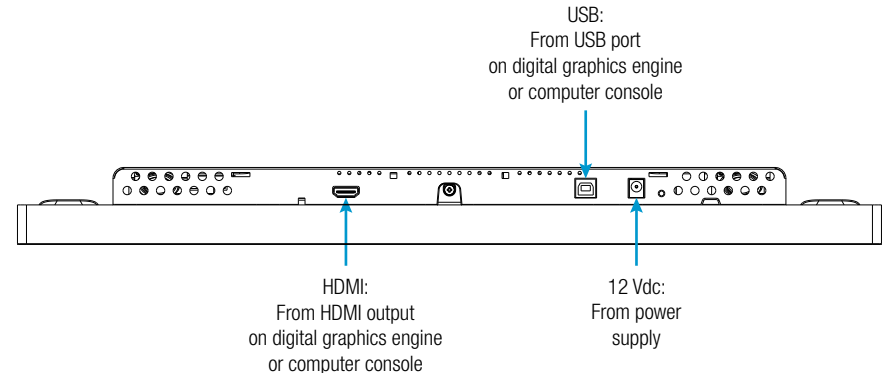 USB:
From USB port
on digital graphics engine
or computer console
HDMI:
From HDMI output
on digital graphics engine
or computer console
12 Vdc:
From power
supply